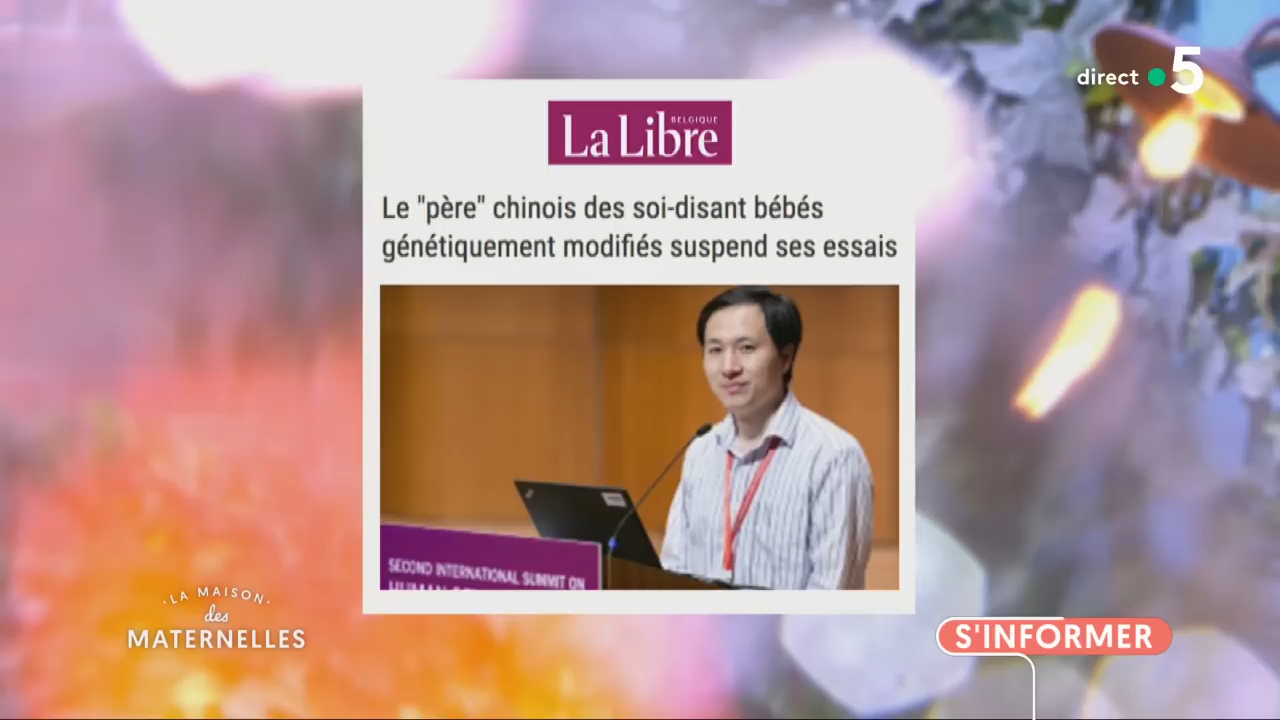 direct 5
BELGIQUE
La Libre
Le "père" chinois des soi-disant bébés
génétiquement modifiés suspend ses essais
SECOND INTERNATIONAL SUMMIT ON
LA MAISON
des
MATERNELLES
S'INFORMER